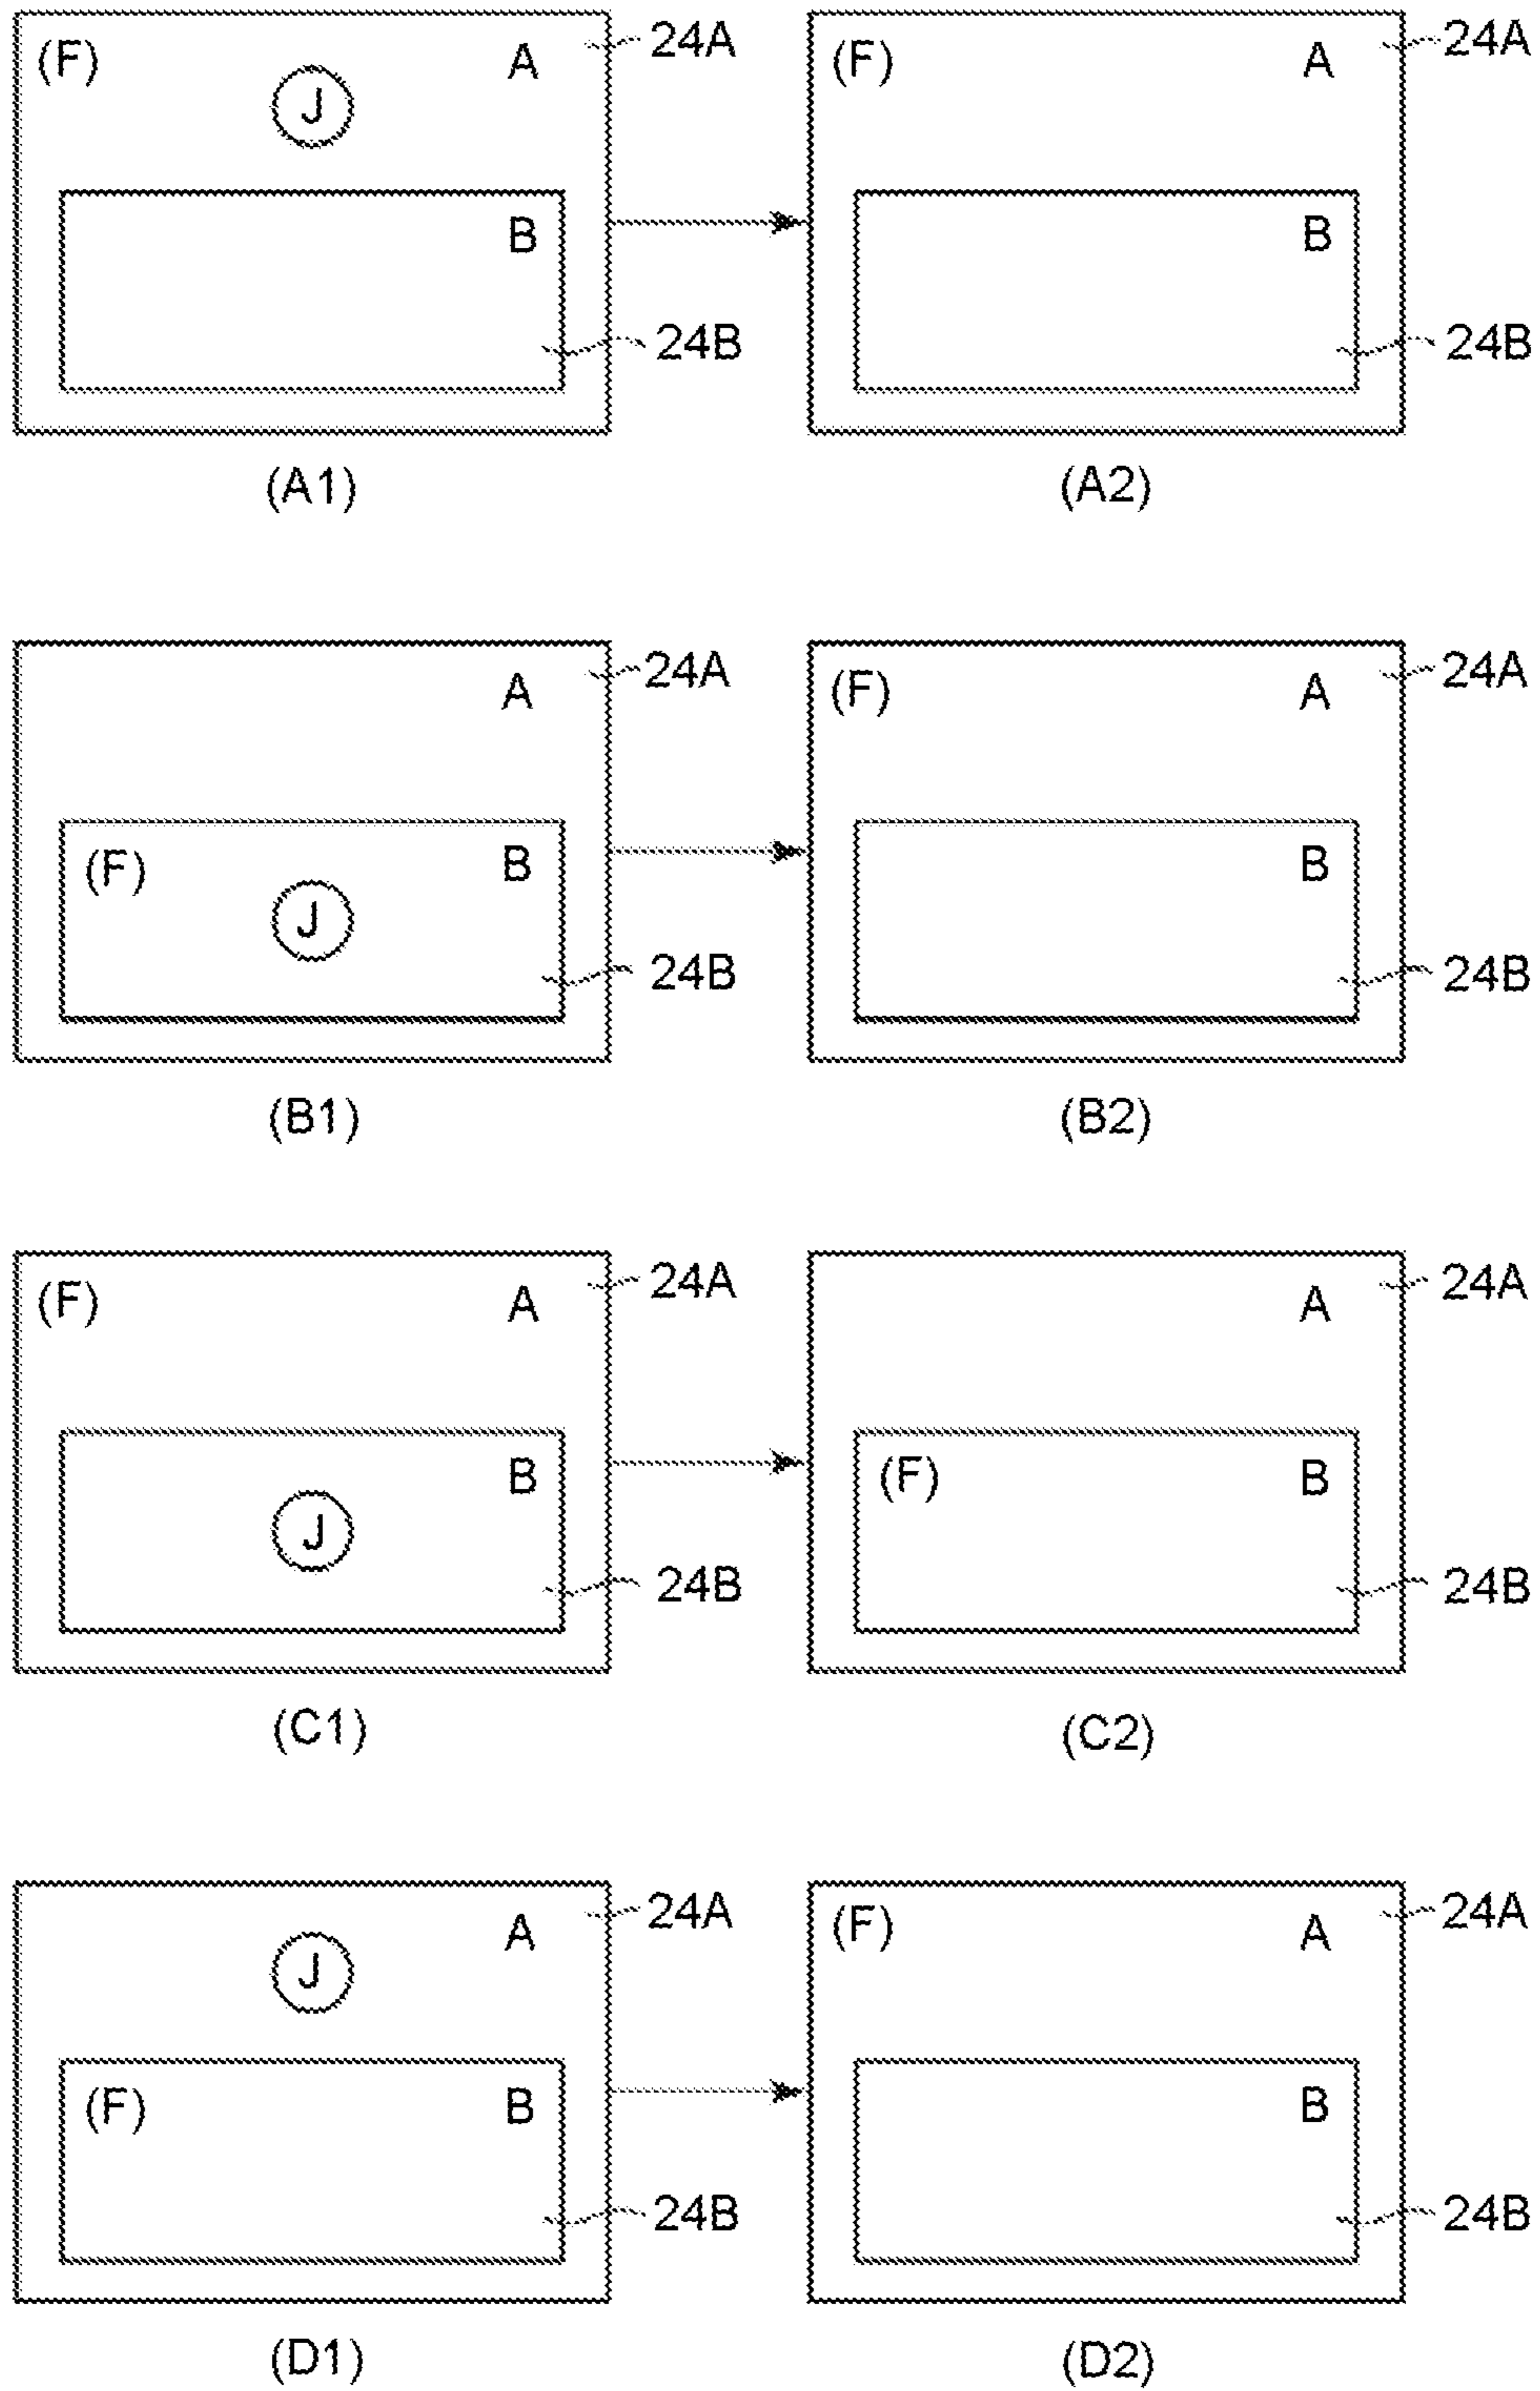 (F) A 24A (F) A 24A
J
B B
24B 24B
(A1) (A2)
A 24A (F) A 24A
(F) B B
J
24B 24B
(B1) (B2)
(F) A 24A A 24A
B (F) B
J
24B 24B
(C1) (C2)
A 24A (F) A 24A
J
(F) B B
24B 24B
(D1) (D2)